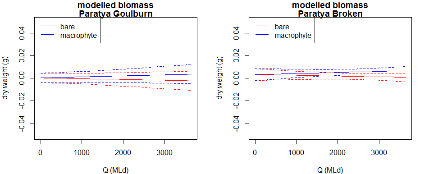 modelled biomass
Paratya Goulburn
bare
macrophyte
dry weight (g)
0.04
0.02
0.00
-0.02
-0.04
0
1000
2000
3000
Q (MLd)
modelled biomass
Paratya Broken
bare
macrophyte
dry weight (g)
0.04
0.02
0.00
-0.02
-0.04
0
1000
2000
3000
Q (MLd)